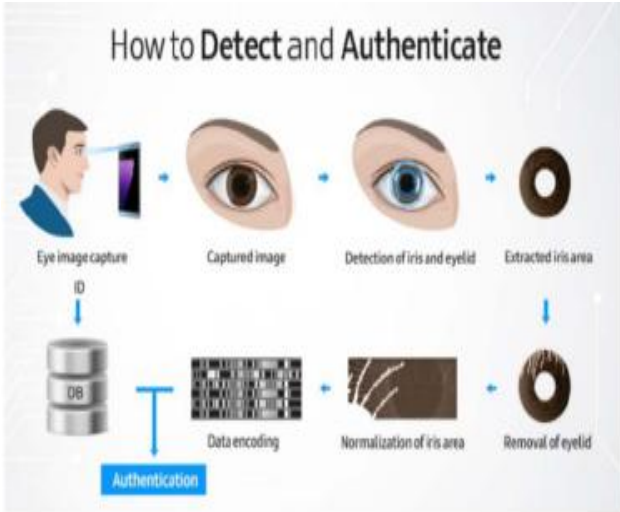 How to Detect and Authenticate
Eye image capture
Captured image
Detection of iris and eyelid
Extracted iris area
ID
DB
Data encoding
Normalization of iris area
Removal of eyelid
Authentication